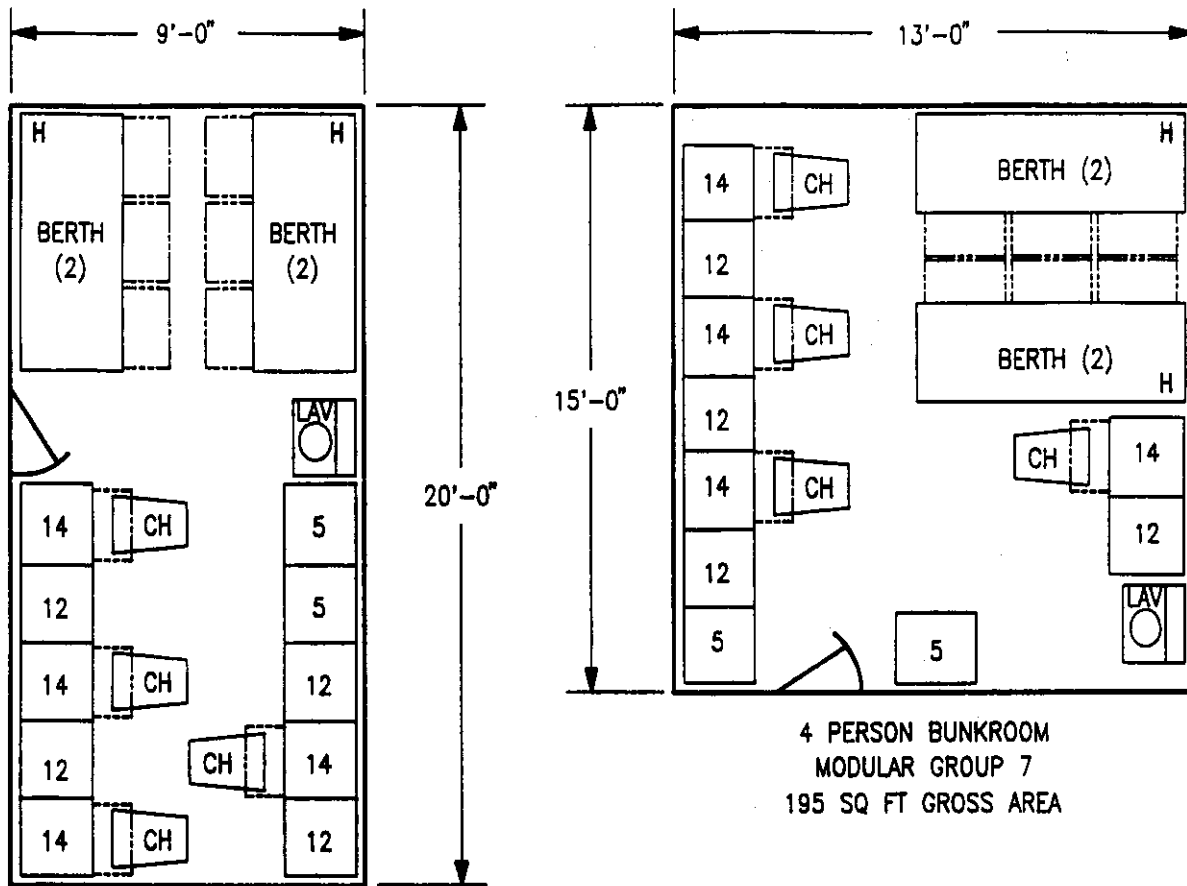 9'-0"
H
H
BERTH
(2)
BERTH
(2)
LAV
20'-0"
14
CH
5
12
5
14
CH
12
12
CH
14
14
CH
12
13'-0"
14
CH
BERTH (2)
H
12
14
CH
BERTH (2)
H
15'-0"
12
14
CH
CH
14
12
12
5
5
LAV
4 PERSON BUNKROOM
MODULAR GROUP 7
195 SQ FT GROSS AREA